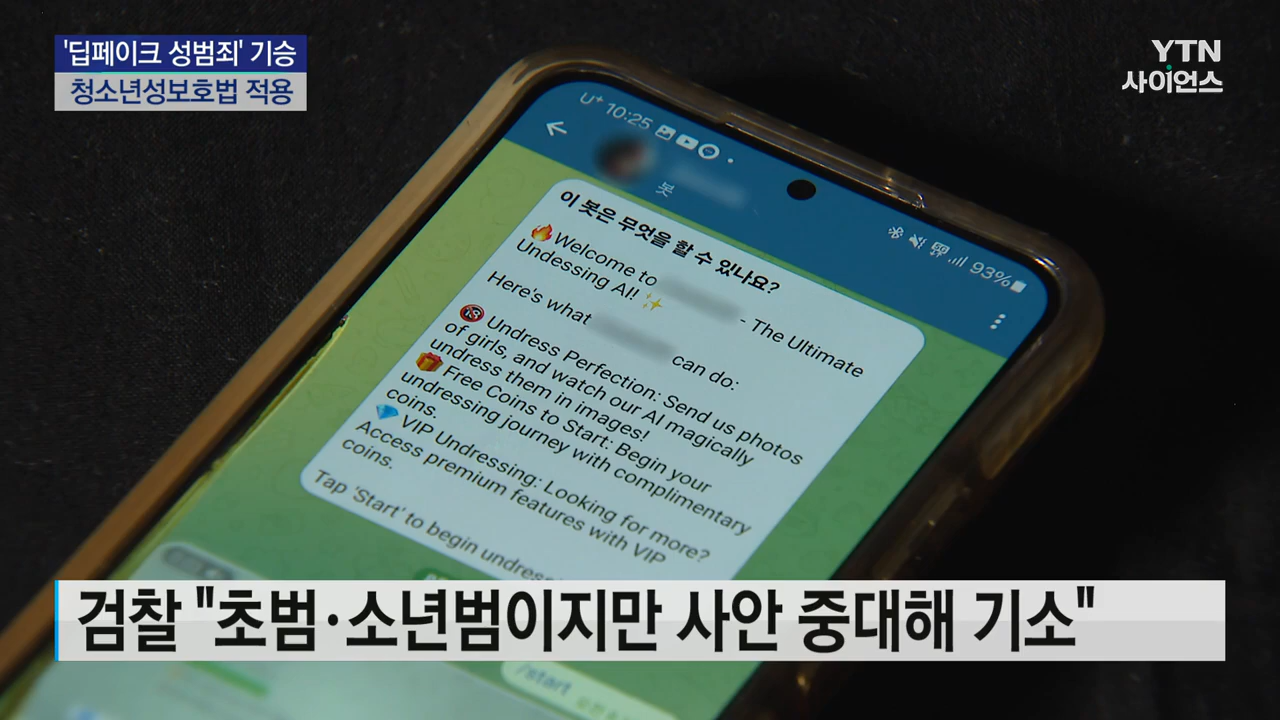 '딥페이크 성범죄' 기승
청소년성보호법 적용
YTN
사이언스
U+ 10:25
93%
봇
이 봇은 무엇을 할 수 있나요?
🔥Welcome to - The Ultimate
Undessing AI! ✨
Here's what can do:
🔞 Undress Perfection: Send us photos
of girls, and watch our AI magically
undress them in images!
🎁 Free Coins to Start: Begin your
undressing journey with complimentary
coins.
💎 VIP Undressing: Looking for more?
Access premium features with VIP
coins.
Tap 'Start' to begin undress
검찰 "초범·소년범이지만 사안 중대해 기소"
/start